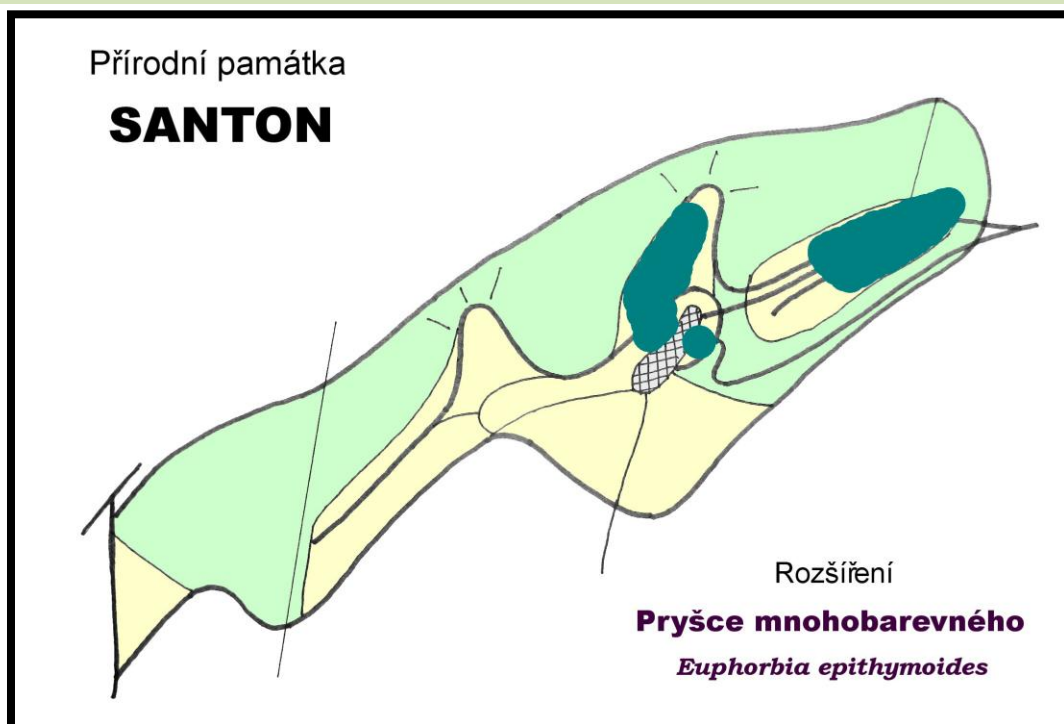 Přírodní památka
SANTON
Rozšíření
Pryšce mnohobarevného
Euphorbia epithymoides